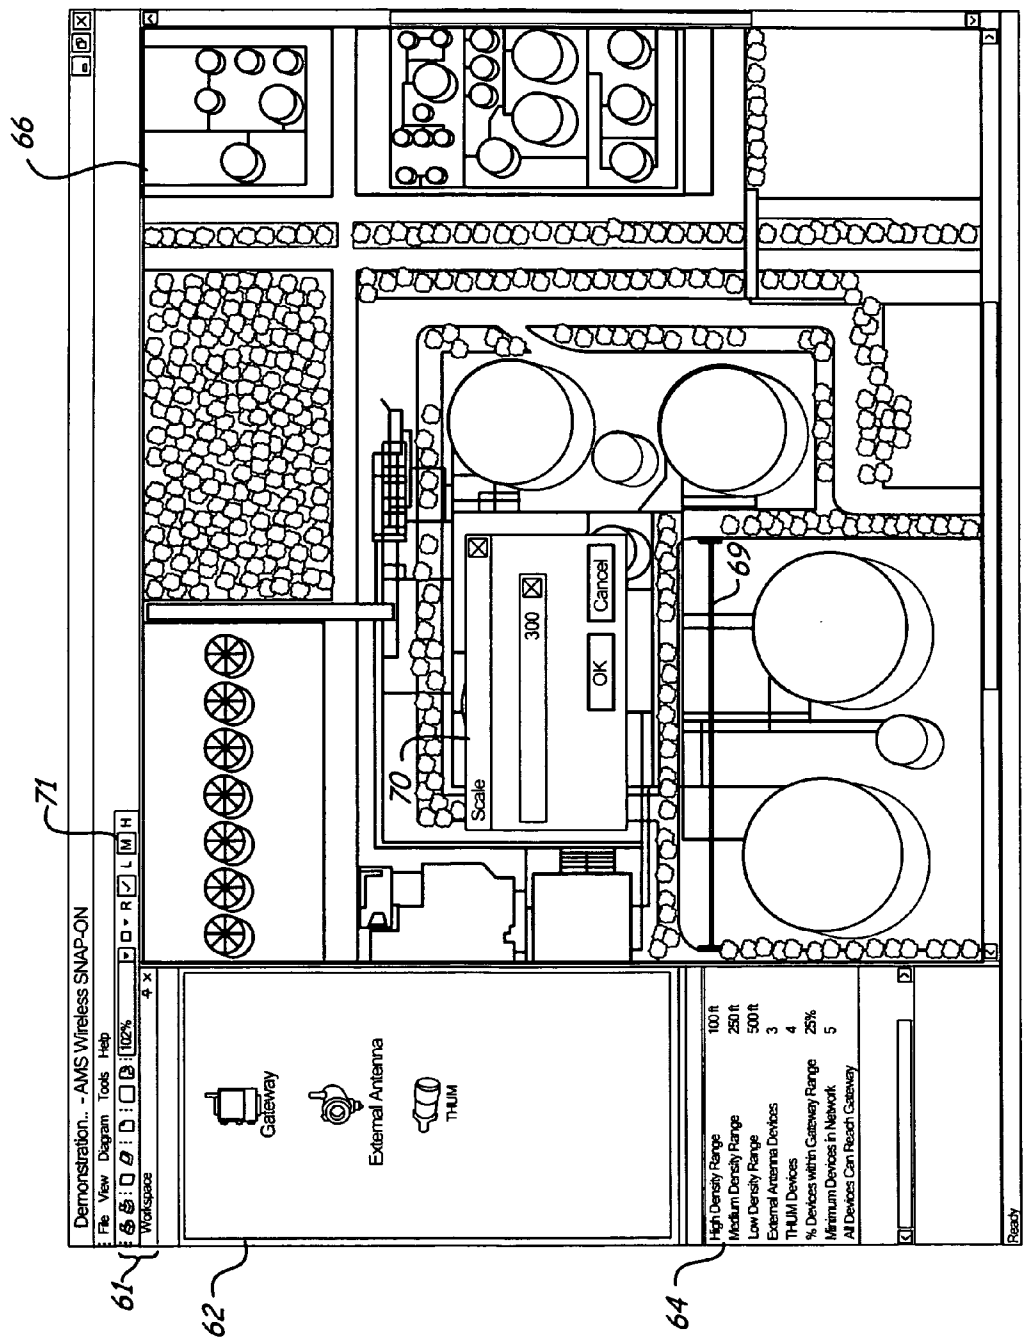 Demonstration... - AMS Wireless SNAP-ON
File View Diagram Tools Help
102%
R
L
M
H
Workspace
Gateway
External Antenna
THUM
High Density Range 100 ft
Medium Density Range 250 ft
Low Density Range 500 ft
External Antenna Devices 3
THUM Devices 4
% Devices within Gateway Range 25%
Minimum Devices in Network 5
All Devices Can Reach Gateway
Ready
Scale
300
OK
Cancel
61
62
64
66
69
70
71